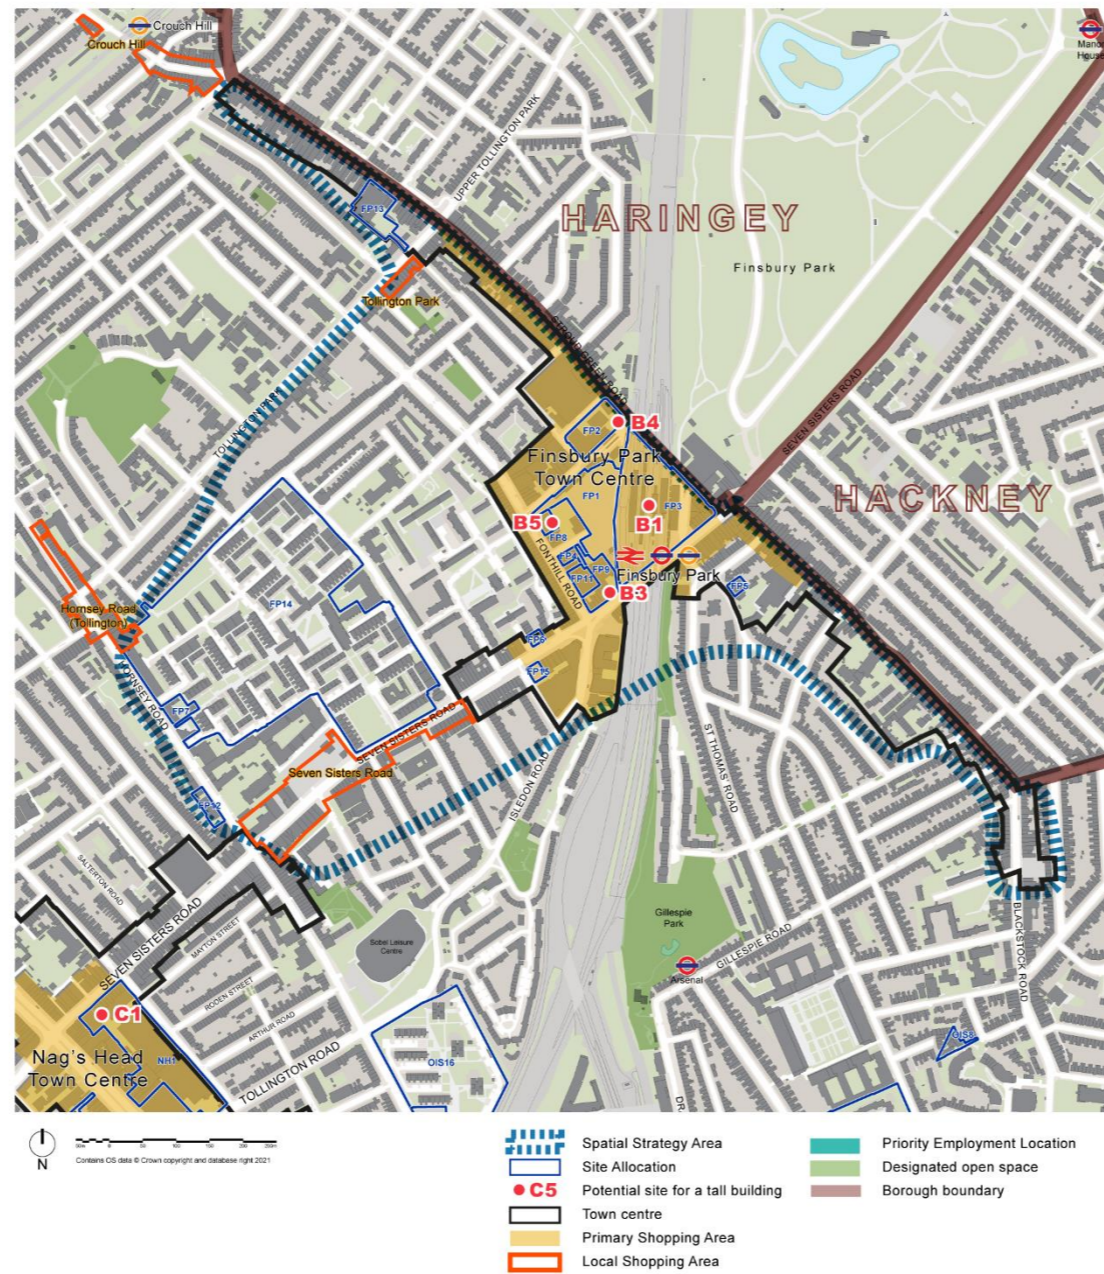 Crouch Hill
Crouch Hill
Manor
House
UPPER TOLLINGTON PARK
FP13
HARINGEY
Finsbury Park
Tollington Park
STROUD GREEN ROAD
TOLLINGTON PARK
SEVEN SISTERS ROAD
B4
FP2
Finsbury Park
Town Centre
FP1
HACKNEY
B5
B1
FP3
FP8
FONTHILL ROAD
FP9
FP11
Finsbury Park
FP5
B3
FP14
Hornsey Road
(Tollington)
FP15
HORNSEY ROAD
FP7
SEVEN SISTERS ROAD
Seven Sisters Road
ST THOMAS' ROAD
ISLEDON ROAD
FP12
SALTERTON ROAD
SEVEN SISTERS ROAD
MAYTON STREET
Sobel Leisure
Centre
Gillespie
Park
GILLESPIE ROAD
BLACKSTOCK ROAD
Arsenal
RODEN STREET
C1
ARTHUR ROAD
Nag's Head
Town Centre
NH1
TOLLINGTON ROAD
OIS16
OIS8
N
Contains OS data © Crown copyright and database right 2021
Spatial Strategy Area
Site Allocation
C5
Potential site for a tall building
Town centre
Primary Shopping Area
Local Shopping Area
Priority Employment Location
Designated open space
Borough boundary